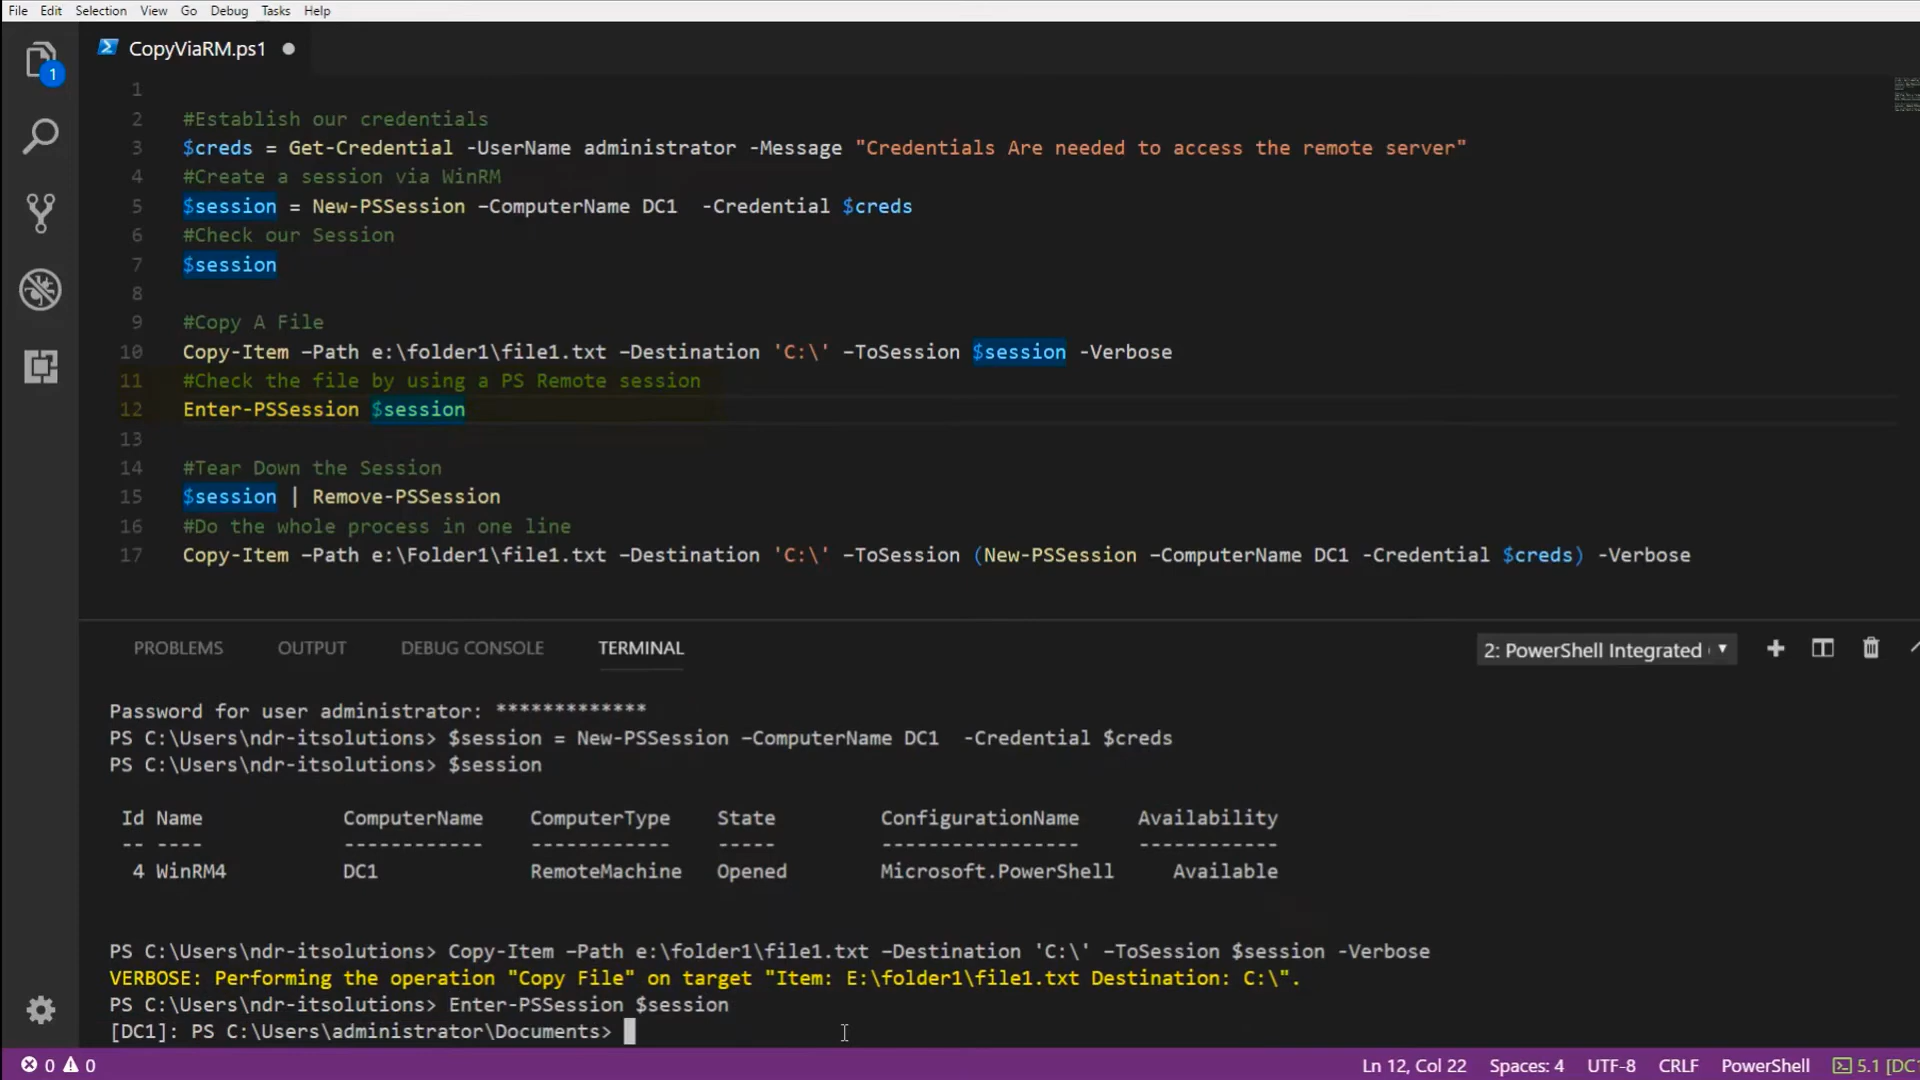 File Edit Selection View Go Debug Tasks Help
1
CopyViaRM.ps1
1
2 #Establish our credentials
3 $creds = Get-Credential -UserName administrator -Message "Credentials Are needed to access the remote server"
4 #Create a session via WinRM
5 $session = New-PSSession –ComputerName DC1  -Credential $creds
6 #Check our Session
7 $session
8
9 #Copy A File
10 Copy-Item –Path e:\folder1\file1.txt –Destination 'C:\' –ToSession $session -Verbose
11 #Check the file by using a PS Remote session
12 Enter-PSSession $session
13
14 #Tear Down the Session
15 $session | Remove-PSSession
16 #Do the whole process in one line
17 Copy-Item –Path e:\Folder1\file1.txt –Destination 'C:\' –ToSession (New-PSSession –ComputerName DC1 -Credential $creds) -Verbose
PROBLEMS OUTPUT DEBUG CONSOLE TERMINAL 2: PowerShell Integrated
Password for user administrator: *************
PS C:\Users\ndr-itsolutions> $session = New-PSSession –ComputerName DC1  -Credential $creds
PS C:\Users\ndr-itsolutions> $session
Id Name ComputerName ComputerType State ConfigurationName Availability
-- ---- ------------ ------------ ----- ----------------- ------------
4 WinRM4 DC1 RemoteMachine Opened Microsoft.PowerShell Available
PS C:\Users\ndr-itsolutions> Copy-Item –Path e:\folder1\file1.txt –Destination 'C:\' –ToSession $session -Verbose
VERBOSE: Performing the operation "Copy File" on target "Item: E:\folder1\file1.txt Destination: C:\".
PS C:\Users\ndr-itsolutions> Enter-PSSession $session
[DC1]: PS C:\Users\administrator\Documents>
0 0 Ln 12, Col 22 Spaces: 4 UTF-8 CRLF PowerShell 5.1 [DC